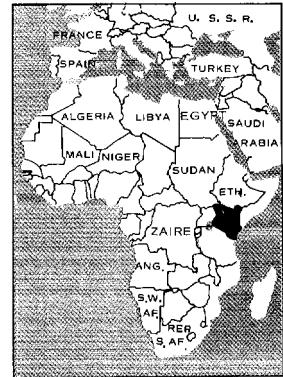 U. S. S. R.
FRANCE
SPAIN
TURKEY
ALGERIA
LIBYA
EGYPT
SAUDI
ARABIA
MALI
NIGER
SUDAN
ETH.
ZAIRE
ANG.
S.W.
AF.
REP.
S. AF.